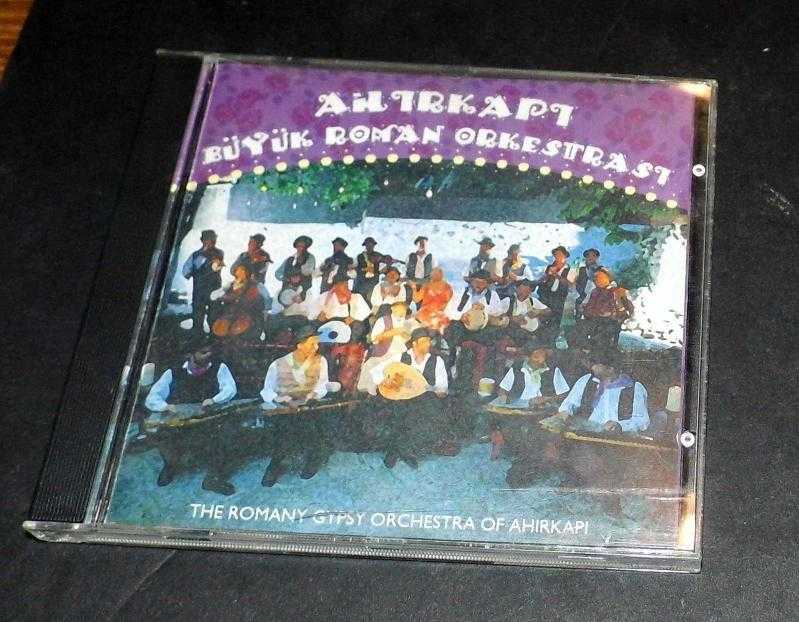 AHIRKAPI
BÜYÜK ROMAN ORKESTRASI
THE ROMANY GYPSY ORCHESTRA OF AHIRKAPI